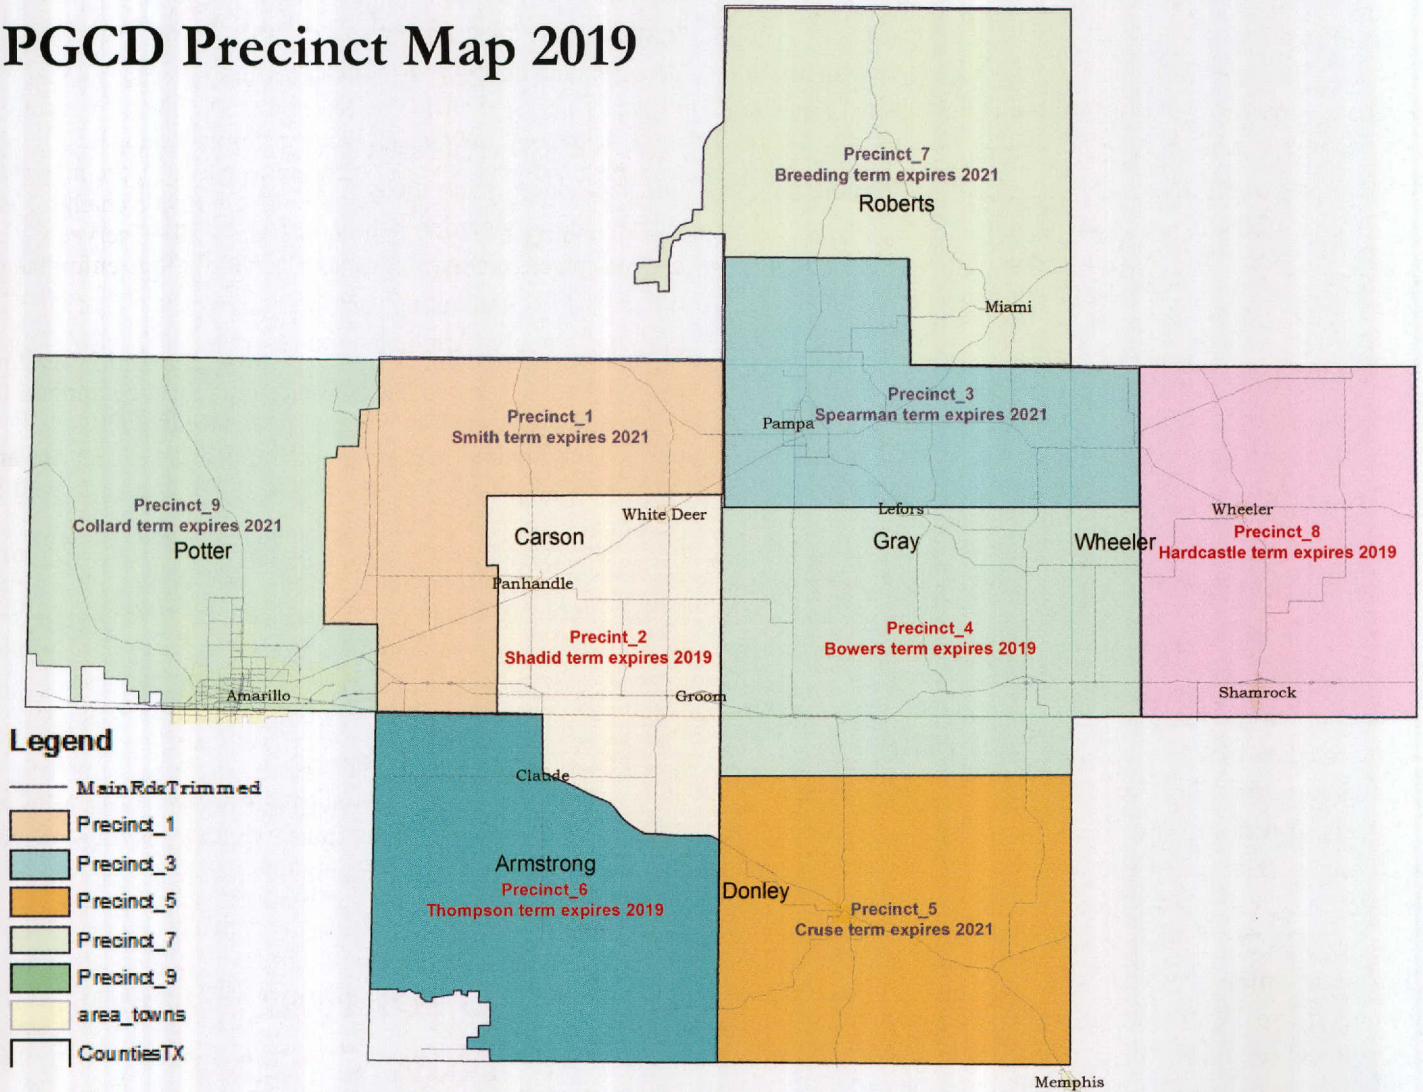 PGCD Precinct Map 2019
Precinct_7
Breeding term expires 2021
Roberts
Miami
Precinct_3
Spearman term expires 2021
Pampa
Precinct_1
Smith term expires 2021
Precinct_9
Collard term expires 2021
Potter
White Deer
Carson
Lefors
Gray
Wheeler
Wheeler
Precinct_8
Hardcastle term expires 2019
Panhandle
Precint_2
Shadid term expires 2019
Precinct_4
Bowers term expires 2019
Amarillo
Groom
Shamrock
Claude
Armstrong
Precinct_6
Thompson term expires 2019
Donley
Precinct_5
Cruse term expires 2021
Memphis
Legend
MainRdsTrimmed
Precinct_1
Precinct_3
Precinct_5
Precinct_7
Precinct_9
area_towns
CountiesTX